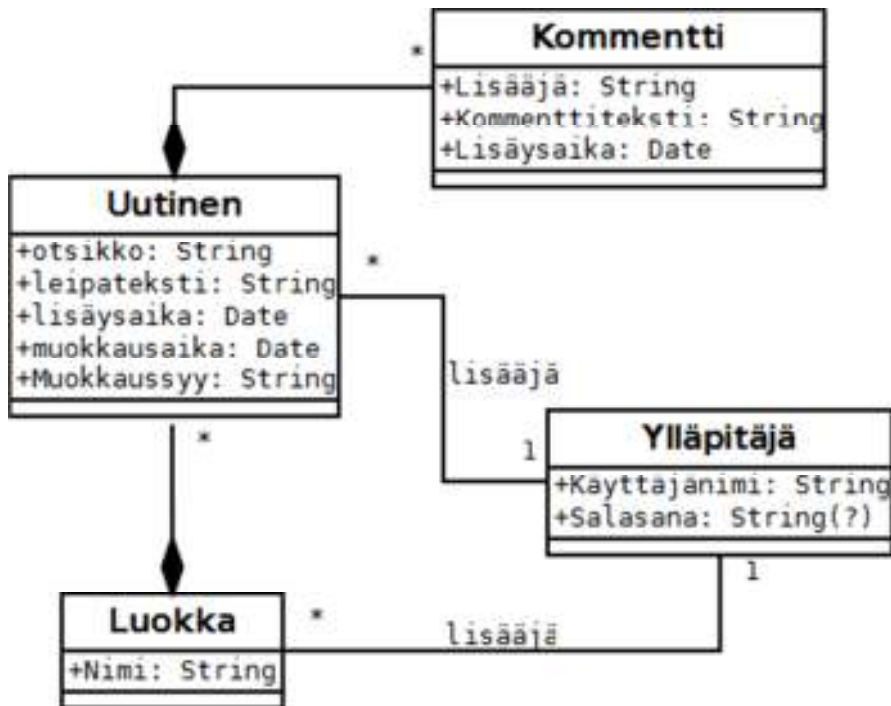 Kommentti
+Lisääjä: String
+Kommenttiteksti: String
+Lisäysaika: Date
*
Uutinen
+otsikko: String
+leipateksti: String
+lisäysaika: Date
+muokkausaika: Date
+Muokkaussyy: String
*
lisääjä
1
*
Ylläpitäjä
+Käyttäjänimi: String
+Salasana: String(?)
1
Luokka
+Nimi: String
*
lisääjä